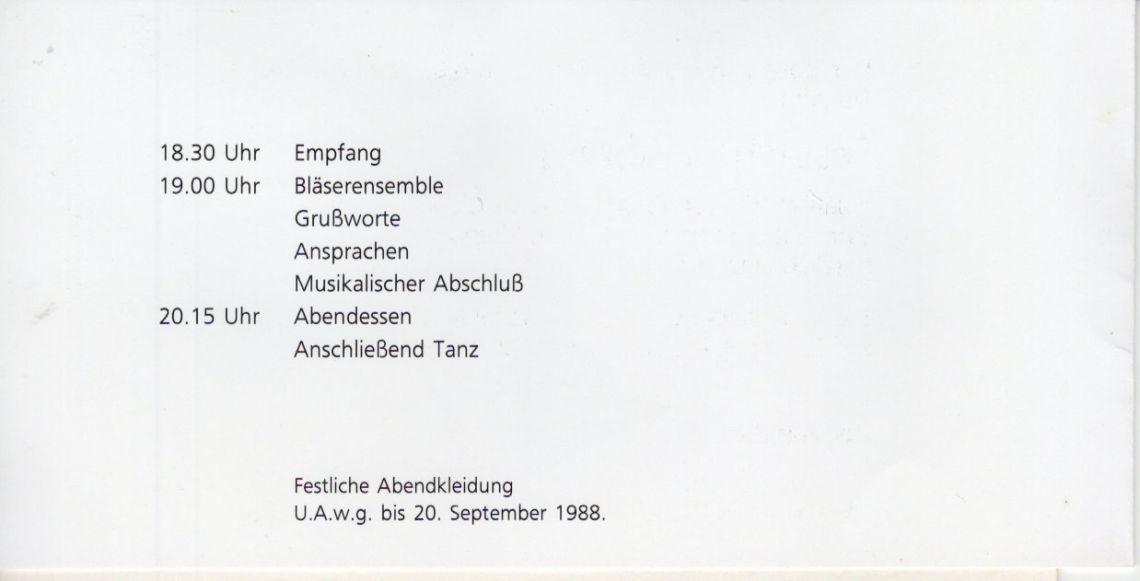 18.30 Uhr Empfang
19.00 Uhr Bläserensemble
Grußworte
Ansprachen
Musikalischer Abschluß
20.15 Uhr Abendessen
Anschließend Tanz
Festliche Abendkleidung
U.A.w.g. bis 20. September 1988.